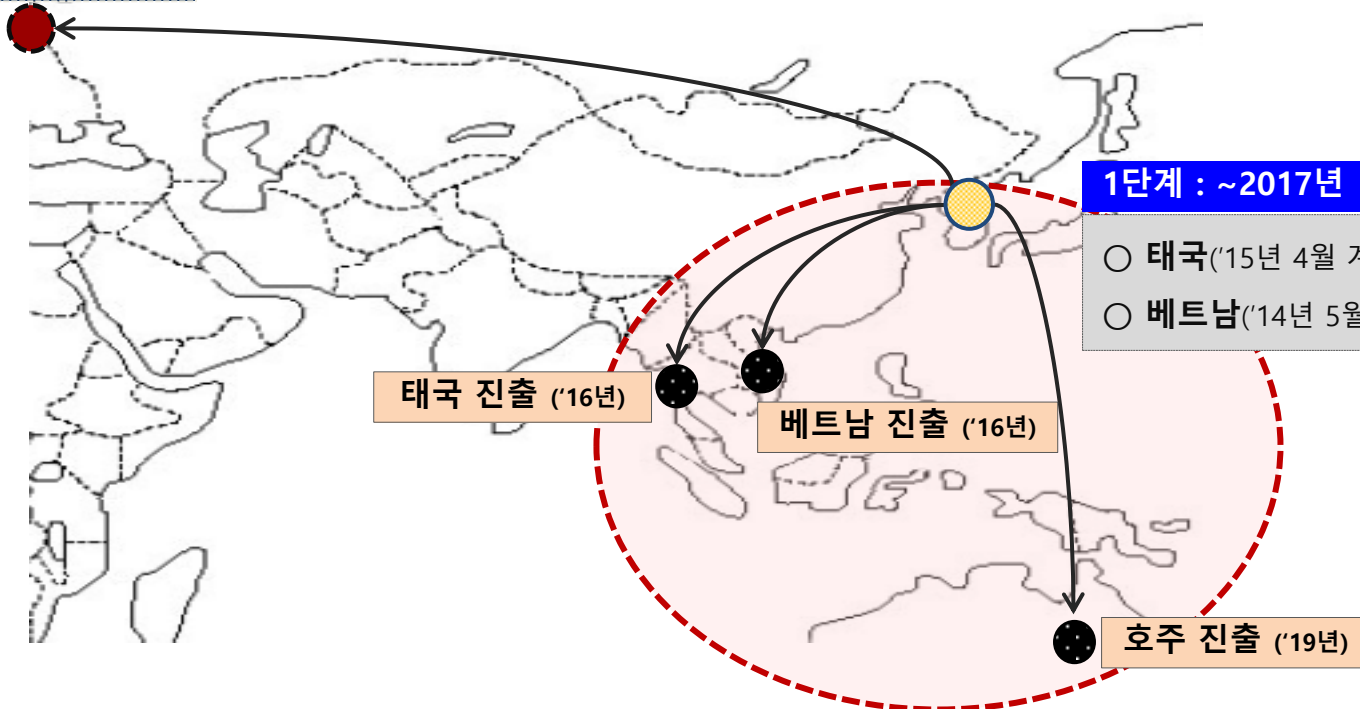 1단계 : ~2017년
○ 태국(‘15년 4월
○ 베트남(‘14년 5월
태국 진출 (‘16년)
베트남 진출 (‘16년)
호주 진출 (‘19년)